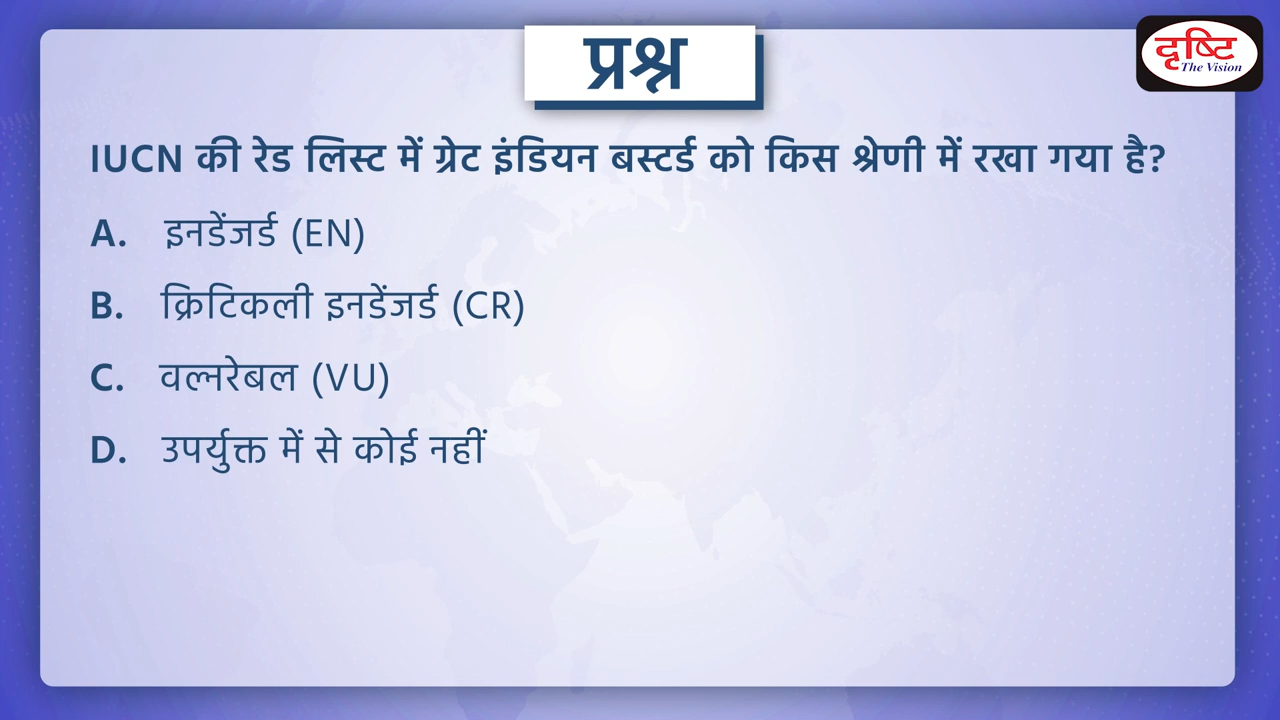 प्रश्न
दृष्टि
The Vision
IUCN की रेड लिस्ट में ग्रेट इंडियन बस्टर्ड को किस श्रेणी में रखा गया है?
A. इनडेंजर्ड (EN)
B. क्रिटिकली इनडेंजर्ड (CR)
C. वल्नरेबल (VU)
D. उपर्युक्त में से कोई नहीं